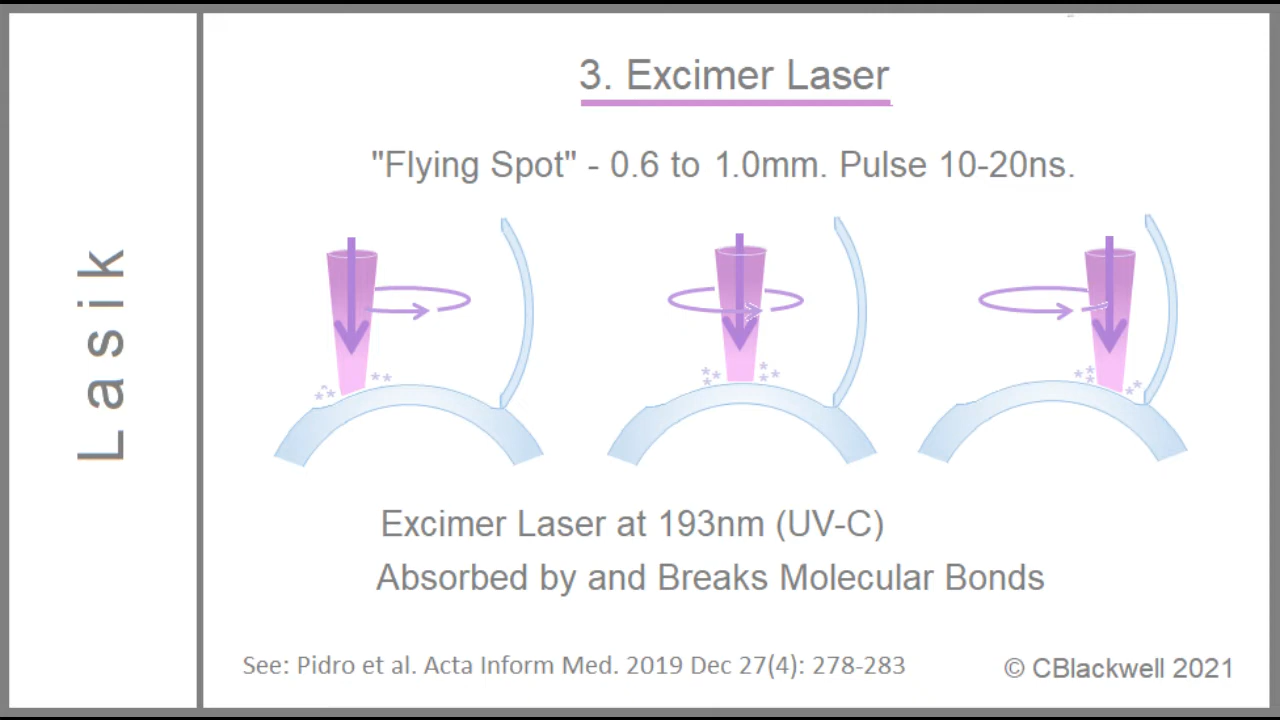 Lasik
3. Excimer Laser
"Flying Spot" - 0.6 to 1.0mm. Pulse 10-20ns.
Excimer Laser at 193nm (UV-C)
Absorbed by and Breaks Molecular Bonds
See: Pidro et al. Acta Inform Med. 2019 Dec 27(4): 278-283
© CBlackwell 2021